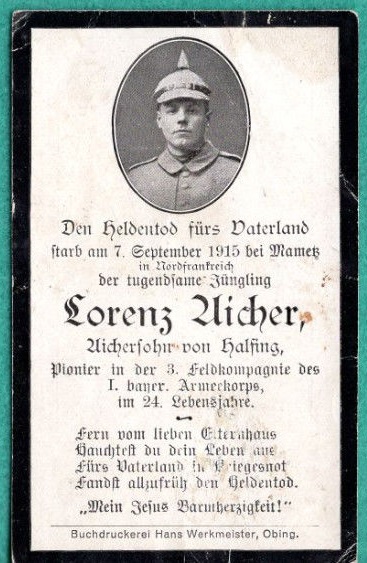 Den Heldentod fürs Vaterland
starb am 7. September 1915 bei Mametz
in Nordfrankreich
der tugendsame Jüngling
Lorenz Aicher,
Aichersohn von Halfing,
Pionier in der 3. Feldkompagnie des
I. bayer. Armeekorps,
im 24. Lebensjahre.
Fern vom lieben Elternhaus
Hauchtest du dein Leben aus
Fürs Vaterland in Kriegesnot
Fandst allzufrüh den Heldentod.
„Mein Jesus Barmherzigkeit!"
Buchdruckerei Hans Werkmeister, Obing.